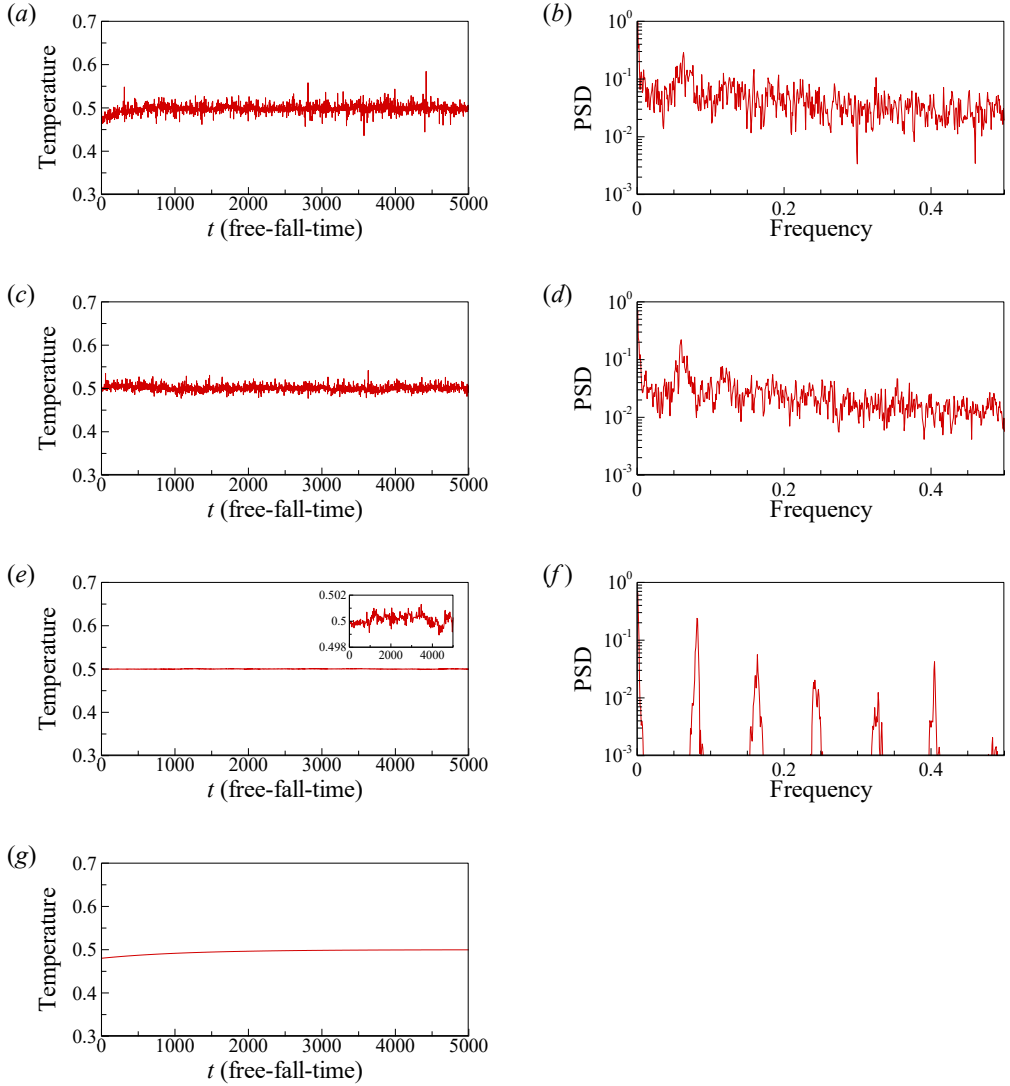 (a)
0.7
0.6
0.5
0.4
0.3
Temperature
0 1000 2000 3000 4000 5000
t (free-fall-time)
(b)
10^0
10^-1
10^-2
10^-3
PSD
0 0.2 0.4
Frequency
(c)
0.7
0.6
0.5
0.4
0.3
Temperature
0 1000 2000 3000 4000 5000
t (free-fall-time)
(d)
10^0
10^-1
10^-2
10^-3
PSD
0 0.2 0.4
Frequency
(e)
0.7
0.6
0.5
0.4
0.3
Temperature
0.502
0.5
0.498
0 2000 4000
0 1000 2000 3000 4000 5000
t (free-fall-time)
(f)
10^0
10^-1
10^-2
10^-3
PSD
0 0.2 0.4
Frequency
(g)
0.7
0.6
0.5
0.4
0.3
Temperature
0 1000 2000 3000 4000 5000
t (free-fall-time)